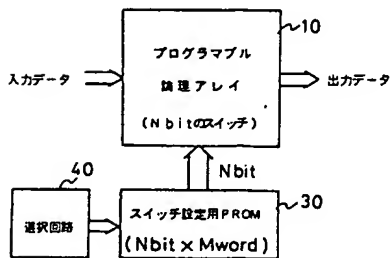 10
プログラマブル
論理アレイ
(Nbitのスイッチ)
入力データ
出力データ
Nbit
40
選択回路
30
スイッチ設定用PROM
(Nbit×Mword)